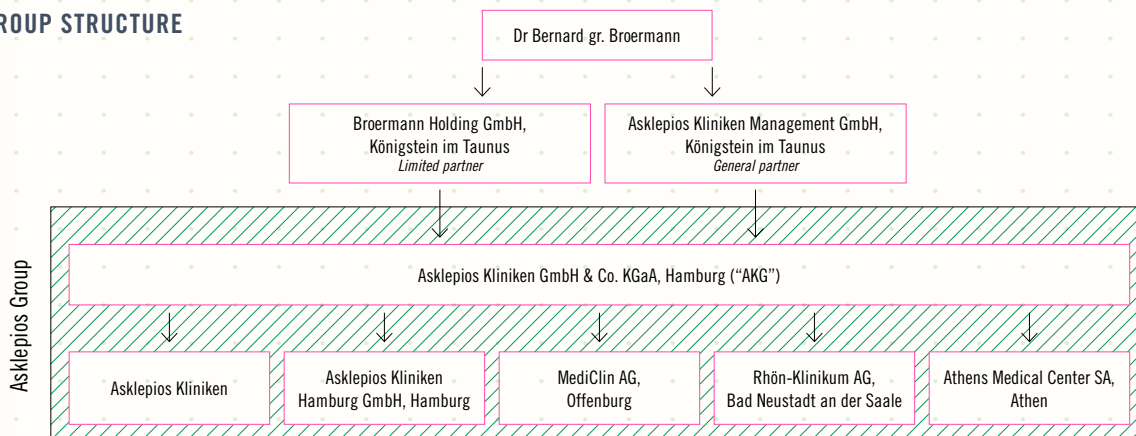 ROUP STRUCTURE
Dr Bernard gr. Broermann
Broermann Holding GmbH,
Königstein im Taunus
Limited partner
Asklepios Kliniken Management GmbH,
Königstein im Taunus
General partner
Asklepios Group
Asklepios Kliniken GmbH & Co. KGaA, Hamburg (“AKG”)
Asklepios Kliniken
Asklepios Kliniken
Hamburg GmbH, Hamburg
MediClin AG,
Offenburg
Rhön-Klinikum AG,
Bad Neustadt an der Saale
Athens Medical Center SA,
Athen